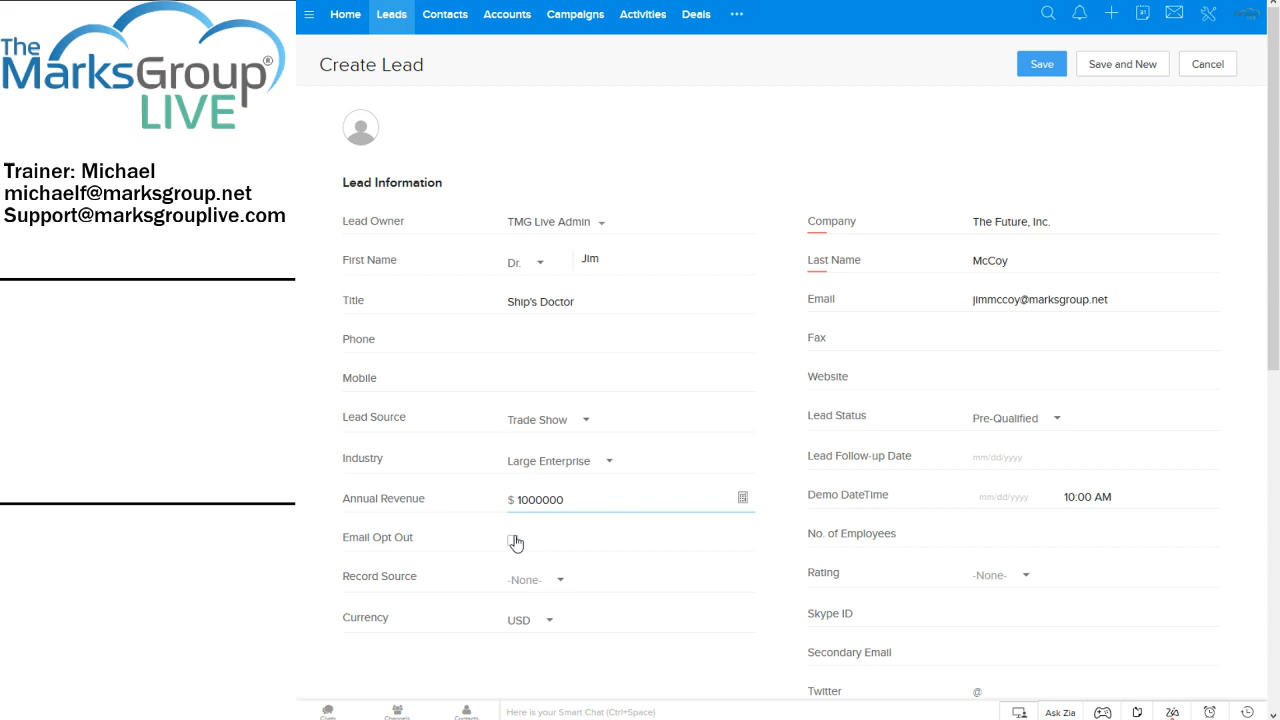 The
MarksGroup®
LIVE
Trainer: Michael
michaelf@marksgroup.net
Support@marksgrouplive.com
Home Leads Contacts Accounts Campaigns Activities Deals •••
31
Create Lead
Save Save and New Cancel
Lead Information
Lead Owner TMG Live Admin Company The Future, Inc.
First Name Dr. Jim Last Name McCoy
Title Ship's Doctor Email jimmccoy@marksgroup.net
Phone Fax
Mobile Website
Lead Source Trade Show Lead Status Pre-Qualified
Industry Large Enterprise Lead Follow-up Date mm/dd/yyyy
Annual Revenue $ 1000000 Demo DateTime mm/dd/yyyy 10:00 AM
Email Opt Out No. of Employees
Record Source -None- Rating -None-
Currency USD Skype ID
Secondary Email
Twitter @
Chats Channels Contacts Here is your Smart Chat (Ctrl+Space) Ask Zia